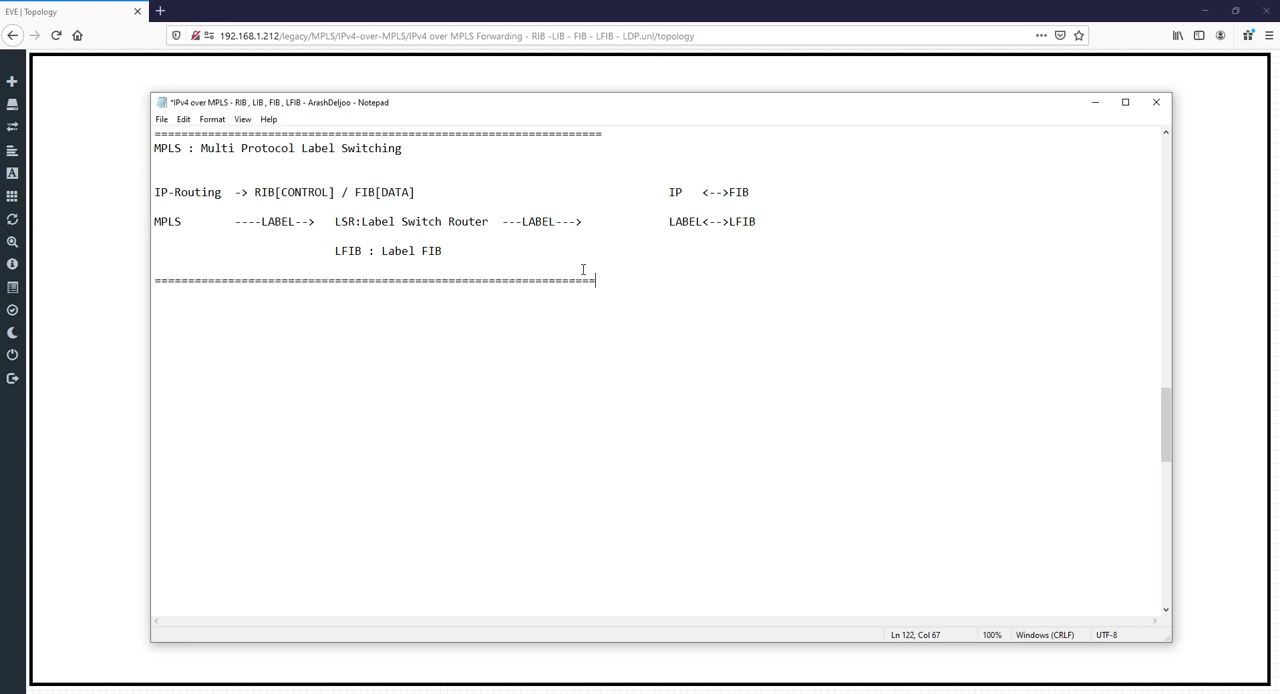 EVE | Topology
192.168.1.212/legacy/MPLS/IPv4-over-MPLS/IPv4 over MPLS Forwarding - RIB -LIB - FIB - LFIB - LDP.unl/topology
*IPv4 over MPLS - RIB , LIB , FIB , LFIB - ArashDeljoo - Notepad
File Edit Format View Help
==================================================================
MPLS : Multi Protocol Label Switching
IP-Routing -> RIB[CONTROL] / FIB[DATA] IP <-->FIB
MPLS ----LABEL--> LSR:Label Switch Router ---LABEL---> LABEL<-->LFIB
LFIB : Label FIB
==================================================================
Ln 122, Col 67 100% Windows (CRLF) UTF-8